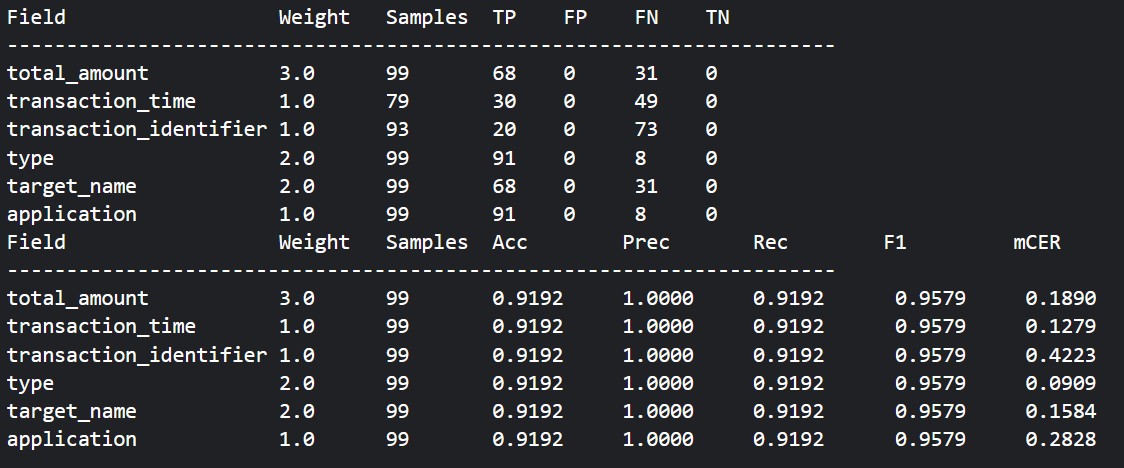 Field Weight Samples TP FP FN TN
----------------------------------------------------------------------
total_amount 3.0 99 68 0 31 0
transaction_time 1.0 79 30 0 49 0
transaction_identifier 1.0 93 20 0 73 0
type 2.0 99 91 0 8 0
target_name 2.0 99 68 0 31 0
application 1.0 99 91 0 8 0
Field Weight Samples Acc Prec Rec F1 mCER
----------------------------------------------------------------------
total_amount 3.0 99 0.9192 1.0000 0.9192 0.9579 0.1890
transaction_time 1.0 99 0.9192 1.0000 0.9192 0.9579 0.1279
transaction_identifier 1.0 99 0.9192 1.0000 0.9192 0.9579 0.4223
type 2.0 99 0.9192 1.0000 0.9192 0.9579 0.0909
target_name 2.0 99 0.9192 1.0000 0.9192 0.9579 0.1584
application 1.0 99 0.9192 1.0000 0.9192 0.9579 0.2828